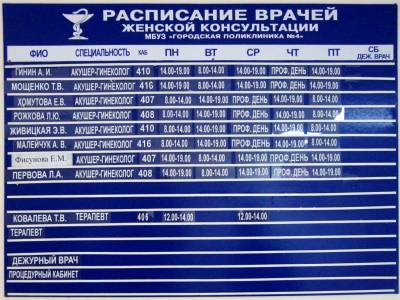 РАСПИСАНИЕ ВРАЧЕЙ
ЖЕНСКОЙ КОНСУЛЬТАЦИИ
МБУЗ «ГОРОДСКАЯ ПОЛИКЛИНИКА №4»
ФИО СПЕЦИАЛЬНОСТЬ КАБ ПН ВТ СР ЧТ ПТ СБ ДЕЖ. ВРАЧ
ГИНИН А.И. АКУШЕР-ГИНЕКОЛОГ 410 14.00-19.00 8.00-14.00 14.00-19.00 ПРОФ.ДЕНЬ 14.00-19.00
МОЩЕНКО Т.В. АКУШЕР-ГИНЕКОЛОГ 416 14.00-19.00 8.00-14.00 14.00-19.00 ПРОФ.ДЕНЬ 14.00-19.00
ХОМУТОВА Е.В. АКУШЕР-ГИНЕКОЛОГ 407 8.00-14.00 14.00-19.00 ПРОФ.ДЕНЬ 14.00-19.00 8.00-14.00
РОЖКОВА Л.Ю. АКУШЕР-ГИНЕКОЛОГ 408 8.00-14.00 14.00-19.00 ПРОФ.ДЕНЬ 14.00-19.00 8.00-14.00
ЖИВИЦКАЯ Э.В. АКУШЕР-ГИНЕКОЛОГ 410 8.00-14.00 14.00-19.00 8.00-14.00 ПРОФ.ДЕНЬ 8.00-14.00
МАЛЕЙЧУК А.В. АКУШЕР-ГИНЕКОЛОГ 416 8.00-14.00 14.00-19.00 8.00-14.00 ПРОФ.ДЕНЬ 8.00-14.00
Фисунова Е.М. АКУШЕР-ГИНЕКОЛОГ 407 14.00-19.00 8.00-14.00 14.00-19.00 ПРОФ.ДЕНЬ 14.00-19.00
ПЕРВОВА Л.А. АКУШЕР-ГИНЕКОЛОГ 408 14.00-19.00 8.00-14.00 14.00-19.00 ПРОФ.ДЕНЬ 14.00-19.00
КОВАЛЕВА Т.В. ТЕРАПЕВТ 406 12.00-14.00 12.00-14.00
ТЕРАПЕВТ
ДЕЖУРНЫЙ ВРАЧ
ПРОЦЕДУРНЫЙ КАБИНЕТ